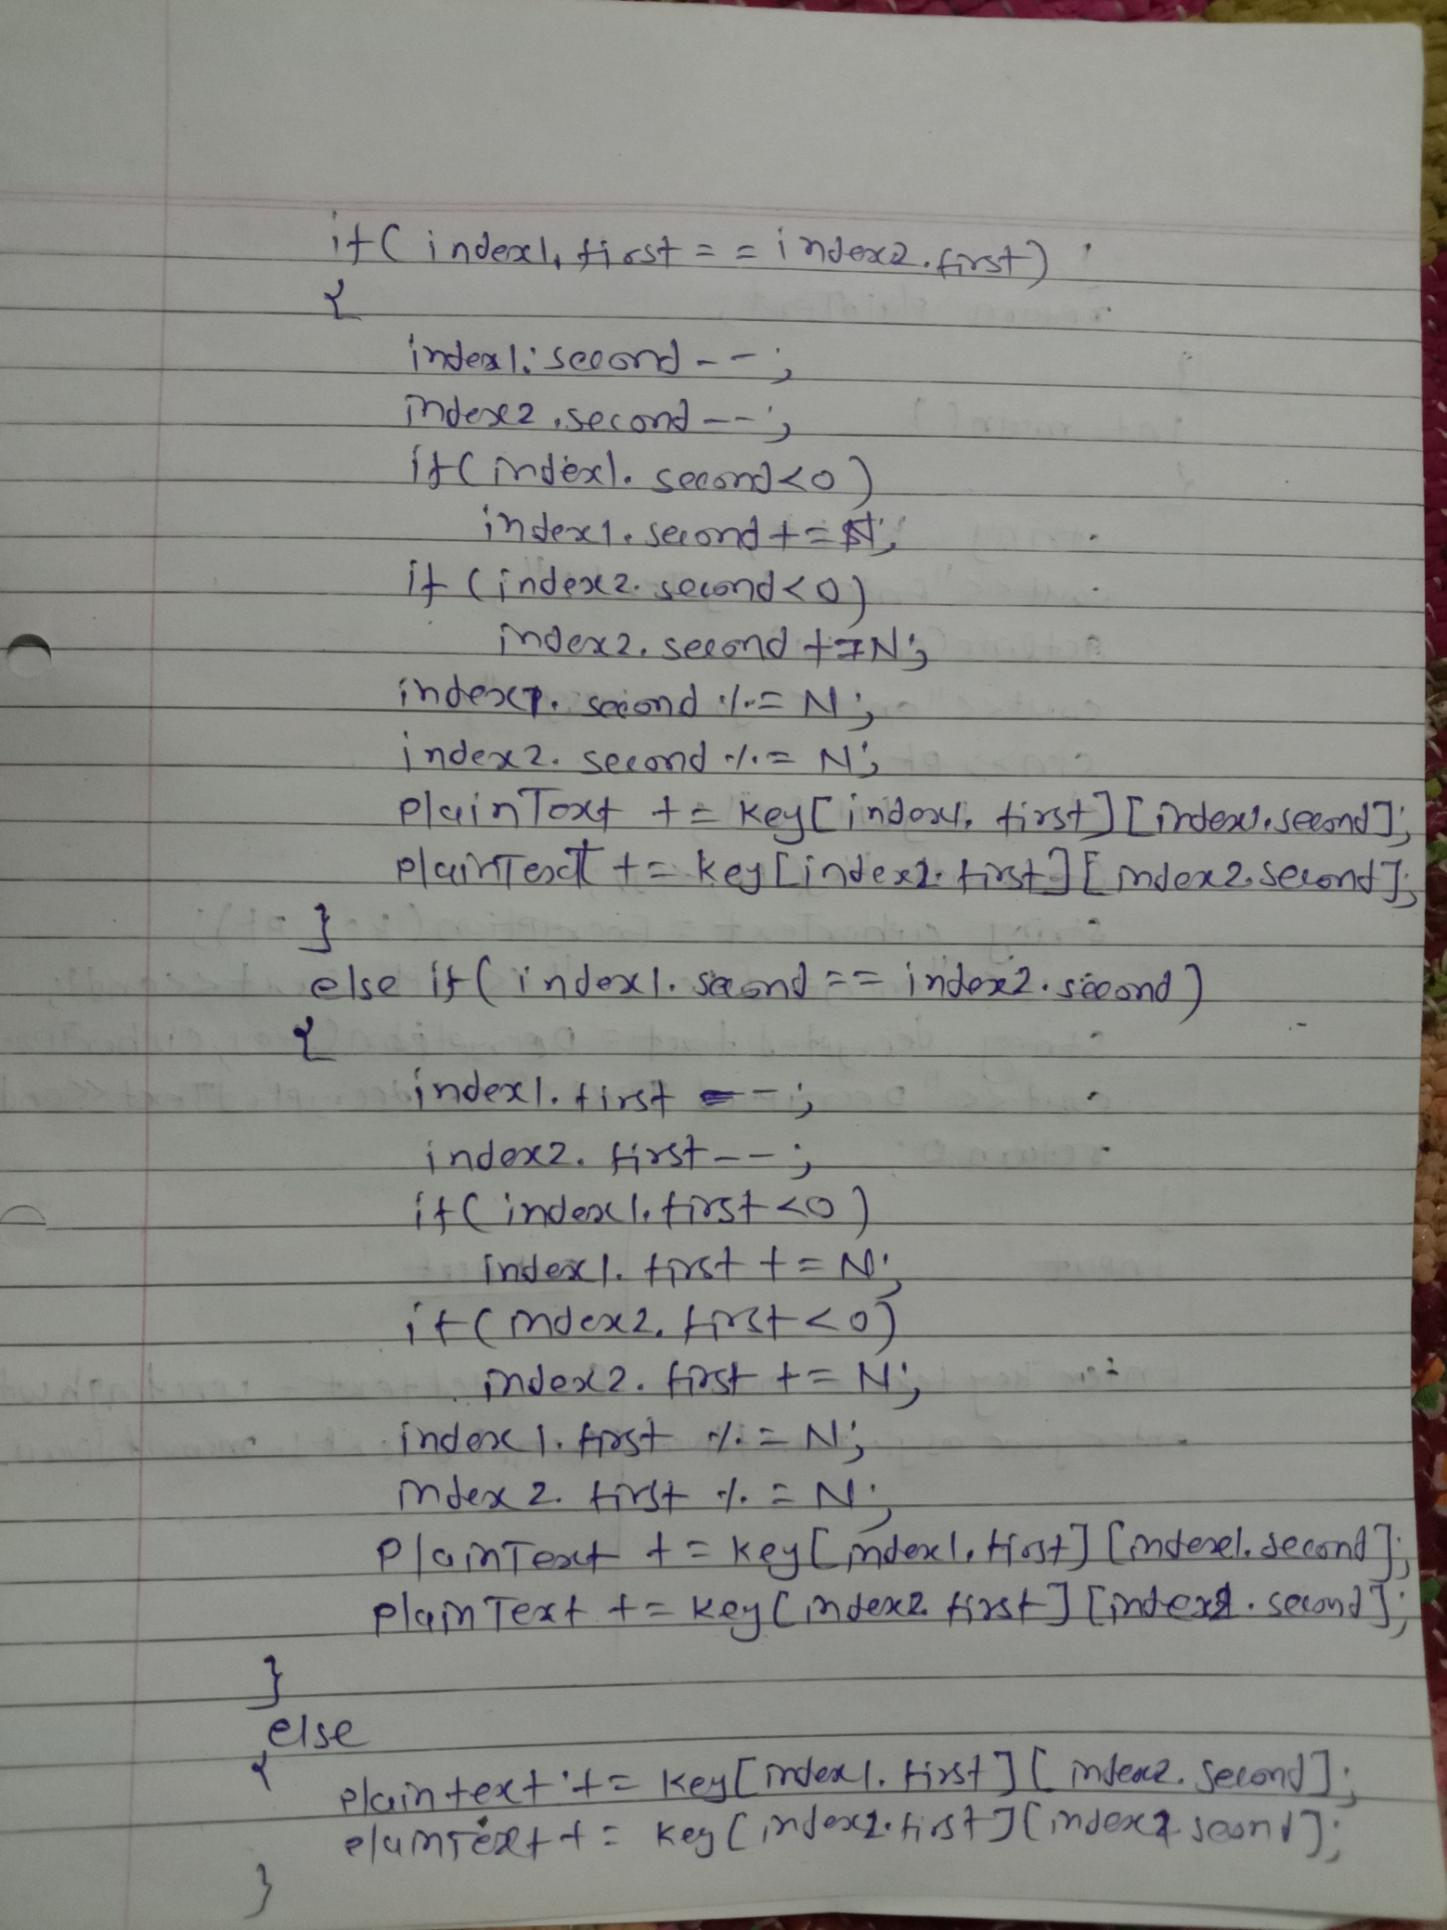 if( index1. first = = index2. first)
{
index1. second --;
index2. second --;
if( index1. second<0)
index1. second += N;
if (index2. second<0)
index2. second += N;
index1. second %= N;
index2. second %= N;
plainText += key[ index1. first] [index1. second];
plainText += key[index2. first] [index2. second];
}
else if( index1. second == index2. second)
{
index1. first --;
index2. first --;
if( index1. first <0)
index1. first += N;
if( index2. first <0)
index2. first += N;
index1. first %= N;
index2. first %= N;
plainText += key[index1. first] [index1. second];
plainText += key[index2 first] [index2. second];
}
else
{
plaintext += key[index1. first] [ index2. second];
plainText += key[index2. first] [index2 second];
}